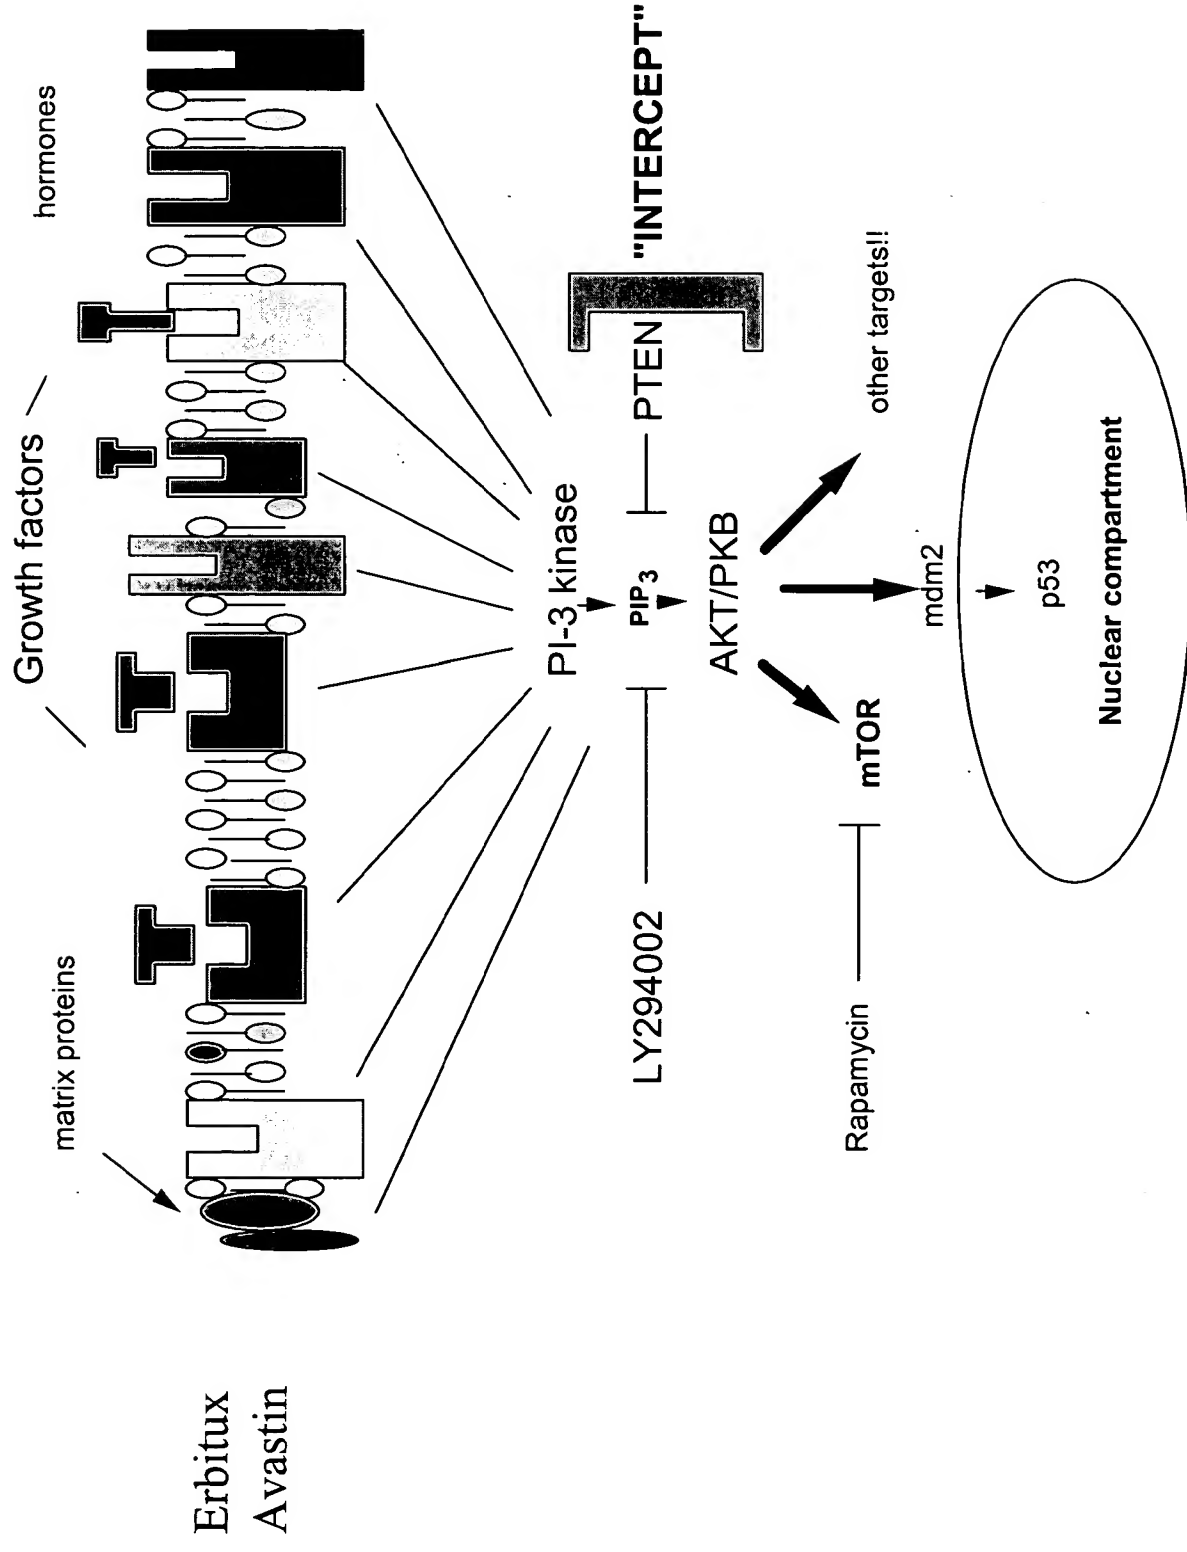 Growth factors
matrix proteins
hormones
Erbitux
Avastin
PI-3 kinase
LY294002
PIP3
PTEN
"INTERCEPT"
AKT/PKB
Rapamycin
mTOR
mdm2
other targets!!
p53
Nuclear compartment